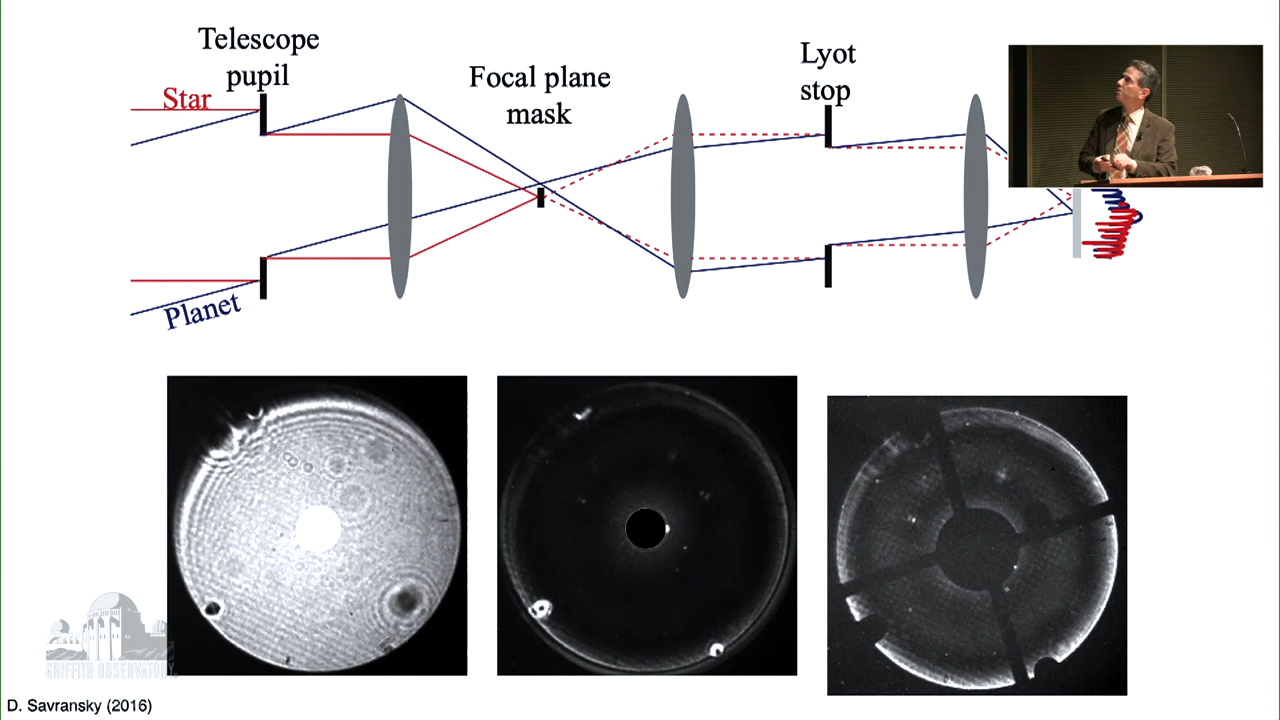 Telescope
pupil
Star
Focal plane
mask
Lyot
stop
Planet
GRIFFITH OBSERVATORY
D. Savransky (2016)